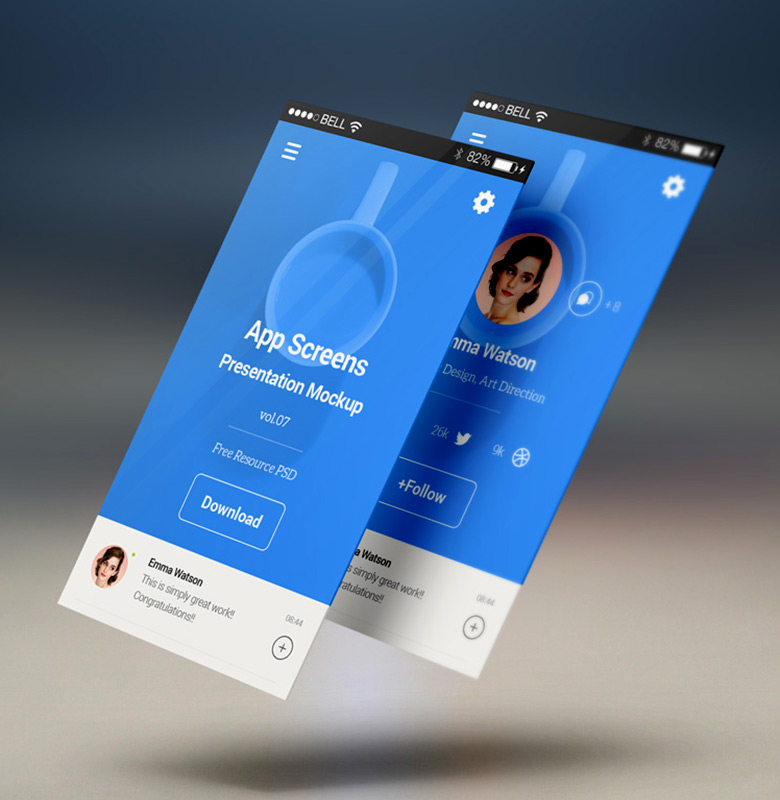 BELL
82%
App Screens
Presentation Mockup
vol.07
Free Resource PSD
Download
Emma Watson
This is simply great work!!
Congratulations!!
08:44
BELL
82%
+8
mma Watson
Design, Art Direction
26k
9k
+Follow
a Watson
is simply great work!!
ratulations!!
08:44